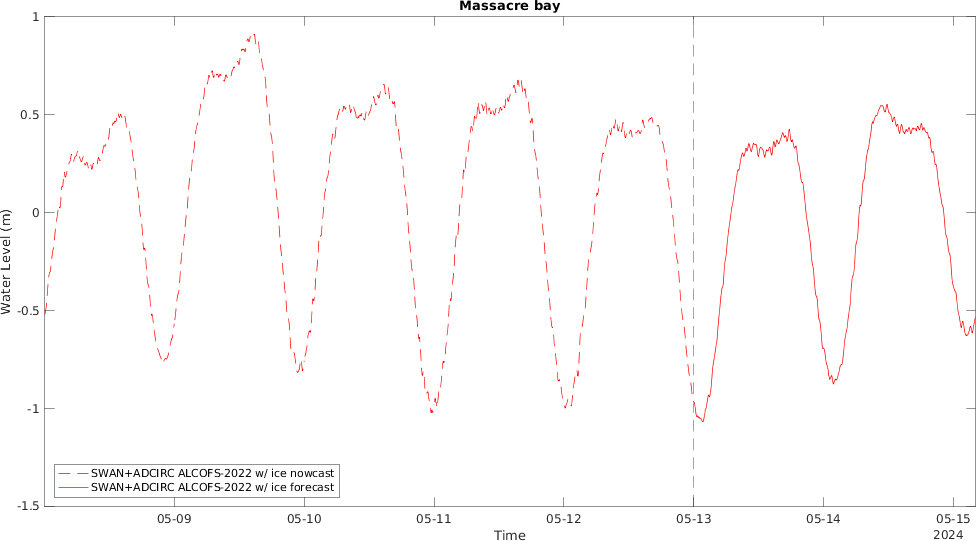 Massacre bay
1
0.5
0
-0.5
-1
-1.5
Water Level (m)
SWAN+ADCIRC ALCOFS-2022 w/ ice nowcast
SWAN+ADCIRC ALCOFS-2022 w/ ice forecast
05-09
05-10
05-11
05-12
05-13
05-14
05-15
Time
2024